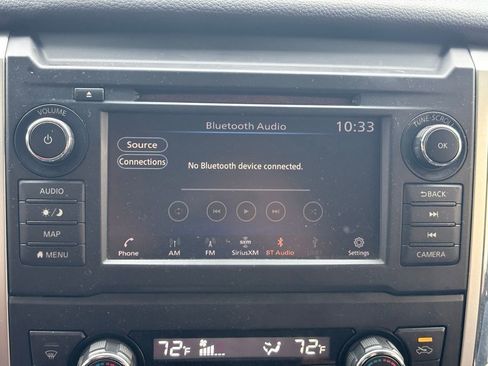 VOLUME
Bluetooth Audio
10:33
TUNE·SCROLL
OK
Source
Connections
No Bluetooth device connected.
AUDIO
BACK
MAP
MENU
CAMERA
Phone
AM
FM
sxm
SiriusXM
BT Audio
Settings
72°F
72°F